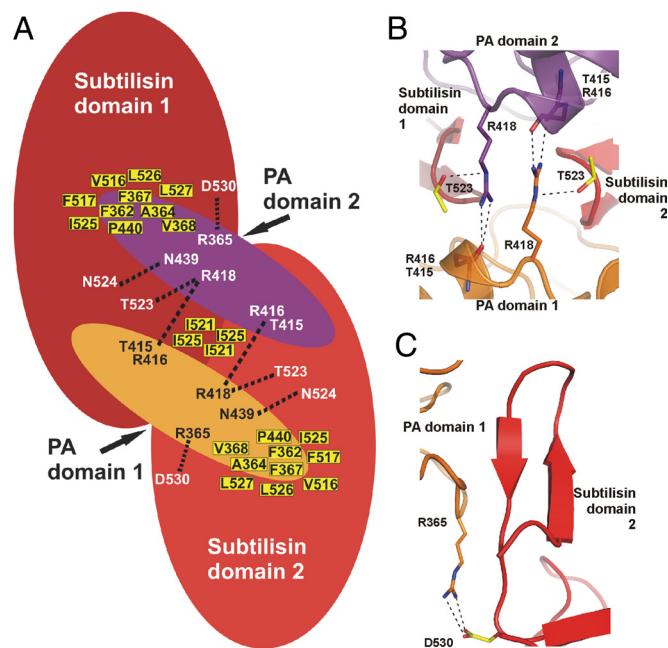 A
Subtilisin
domain 1
V516 L526
F517 F367 L527
I525 F362 A364
P440 V368
D530
PA
domain 2
R365
N439
R418
N524
T523
R416
T415
I521
I525 I525
I521
T415
R416
T523
R418
N524
N439
PA
domain 1
R365
D530
V368 P440 I525
A364 F362 F517
F367
L527 L526 V516
Subtilisin
domain 2
B
PA domain 2
T415
R416
Subtilisin
domain
1
R418
T523
T523
Subtilisin
domain
2
R416
T415
R418
PA domain 1
C
PA domain 1
Subtilisin
domain
2
R365
D530